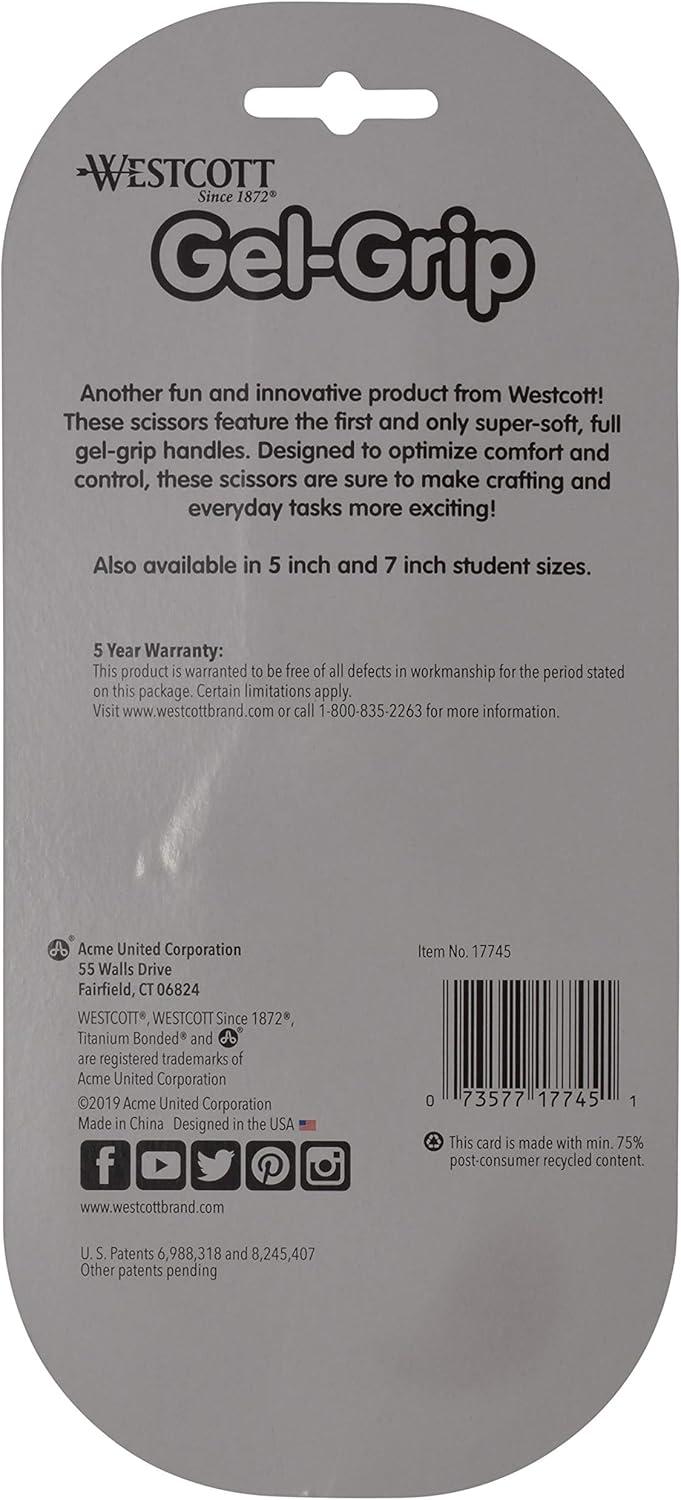 WESTCOTT
Since 1872®
Gel-Grip
Another fun and innovative product from Westcott!
These scissors feature the first and only super-soft, full
gel-grip handles. Designed to optimize comfort and
control, these scissors are sure to make crafting and
everyday tasks more exciting!
Also available in 5 inch and 7 inch student sizes.
5 Year Warranty:
This product is warranted to be free of all defects in workmanship for the period stated
on this package. Certain limitations apply.
Visit www.westcottbrand.com or call 1-800-835-2263 for more information.
® Acme United Corporation
55 Walls Drive
Fairfield, CT 06824
WESTCOTT®, WESTCOTT Since 1872®,
Titanium Bonded® and ®
are registered trademarks of
Acme United Corporation
©2019 Acme United Corporation
Made in China Designed in the USA
www.westcottbrand.com
U. S. Patents 6,988,318 and 8,245,407
Other patents pending
Item No. 17745
0 73577 17745 1
This card is made with min. 75%
post-consumer recycled content.